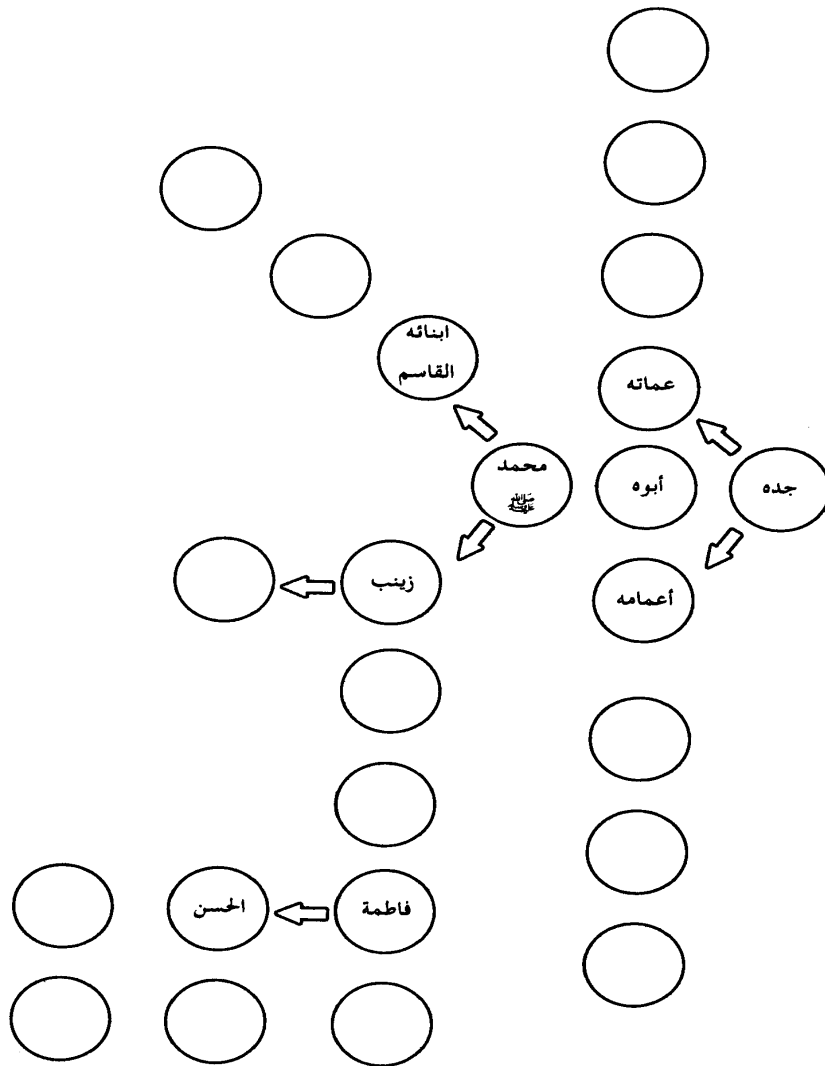 ابنائه
القاسم
عماته
جده
أبوه
محمد
ﷺ
أعمامه
زينب
فاطمة
الحسن